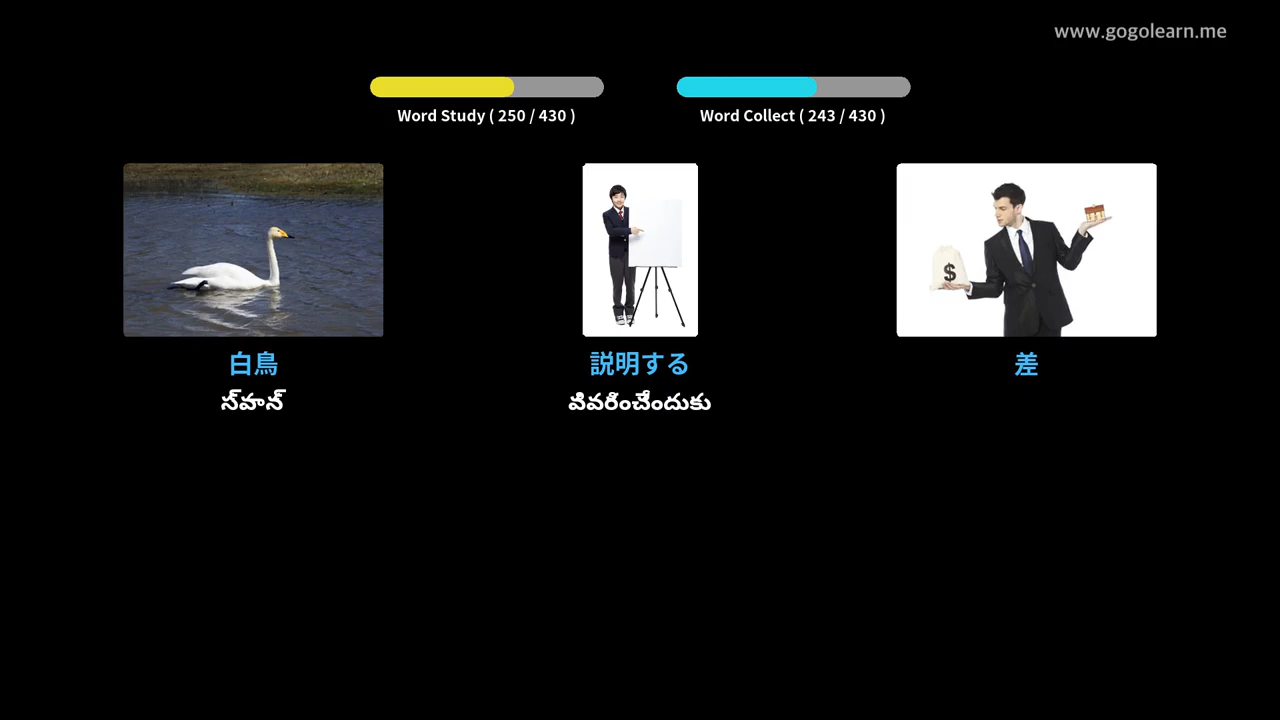 www.gogolearn.me
Word Study ( 250 / 430 )
Word Collect ( 243 / 430 )
$
白鳥
説明する
差
స్వాన్
వివరించేందుకు